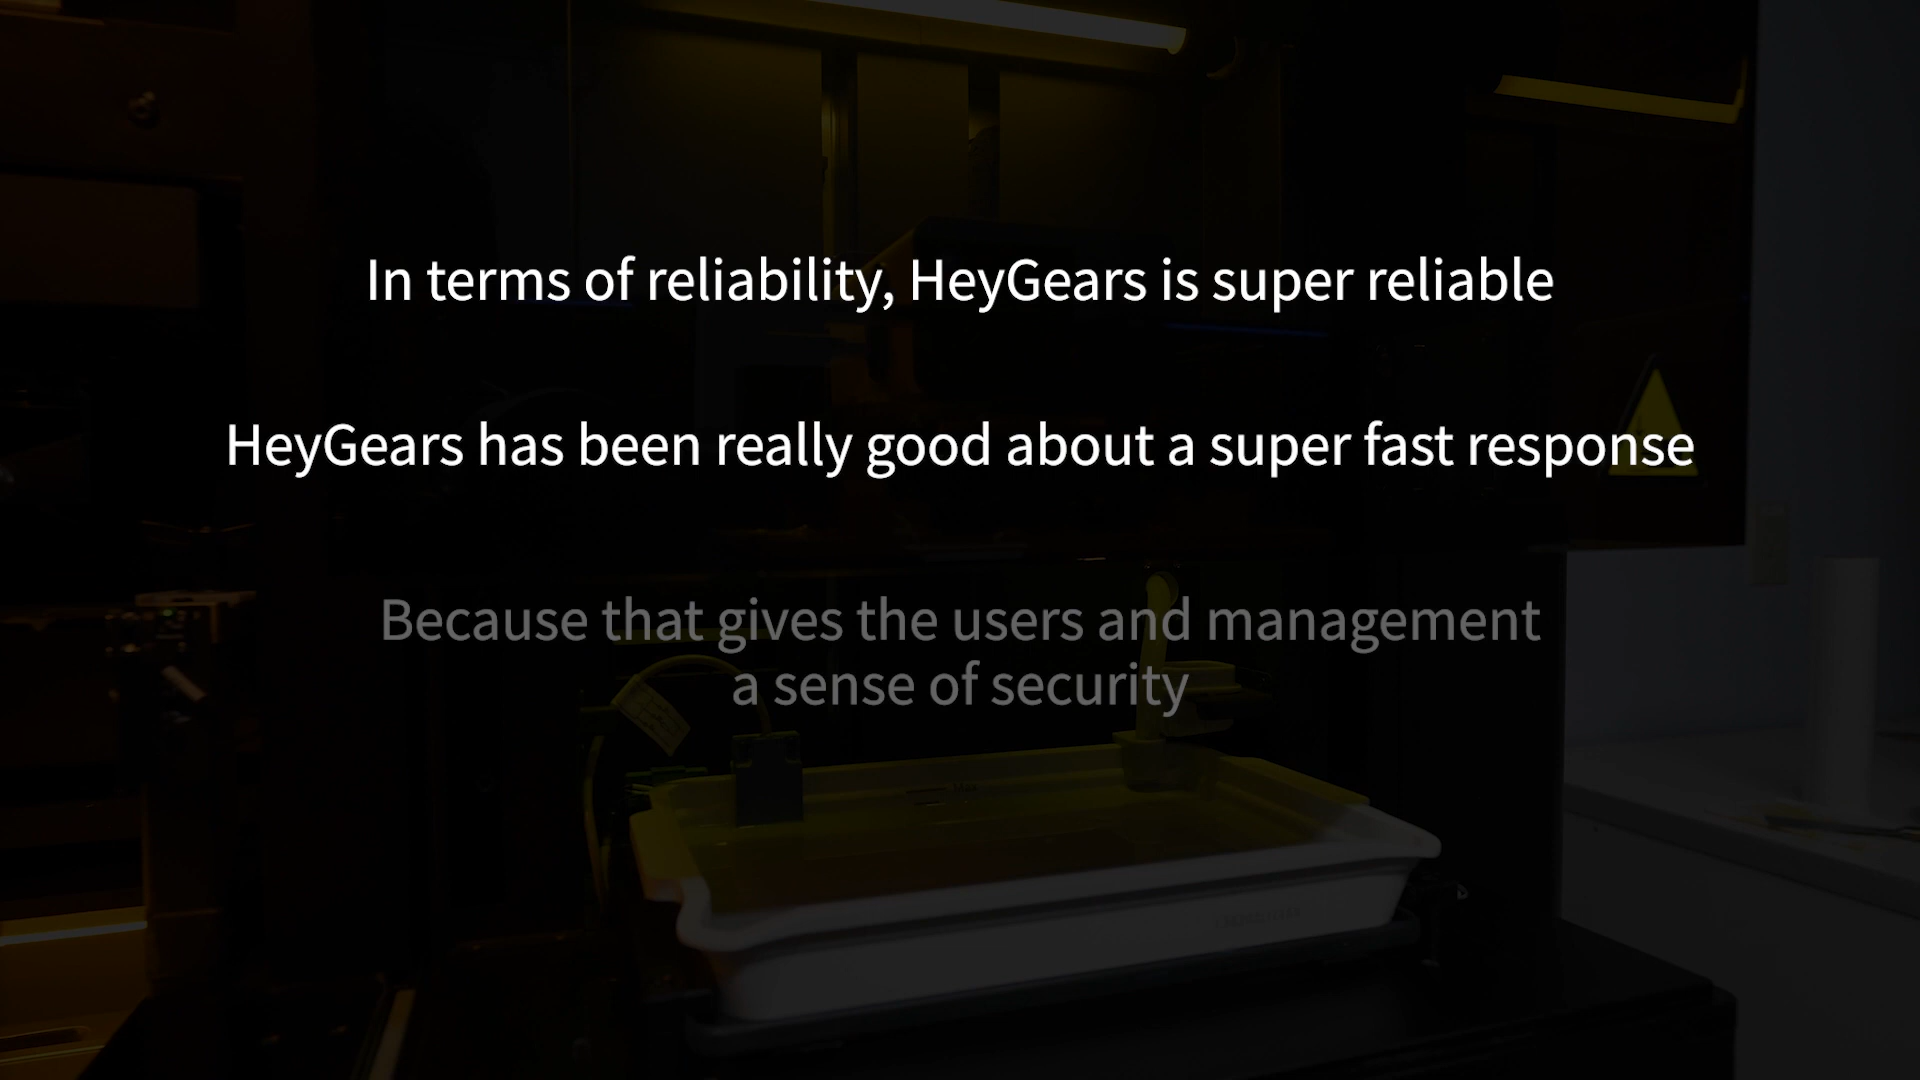 In terms of reliability, HeyGears is super reliable
HeyGears has been really good about a super fast response
Because that gives the users and management
a sense of security
Max